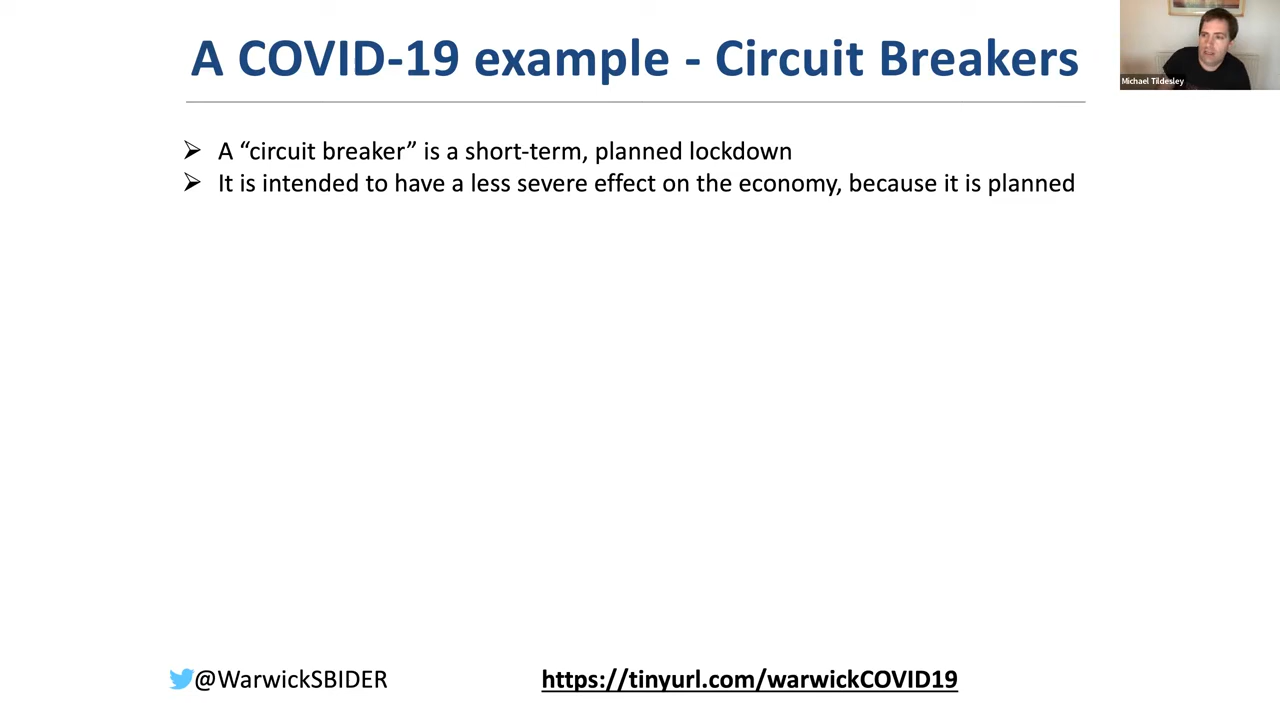 A COVID-19 example - Circuit Breakers
Michael Tildesley
➢ A “circuit breaker” is a short-term, planned lockdown
➢ It is intended to have a less severe effect on the economy, because it is planned
@WarwickSBIDER
https://tinyurl.com/warwickCOVID19